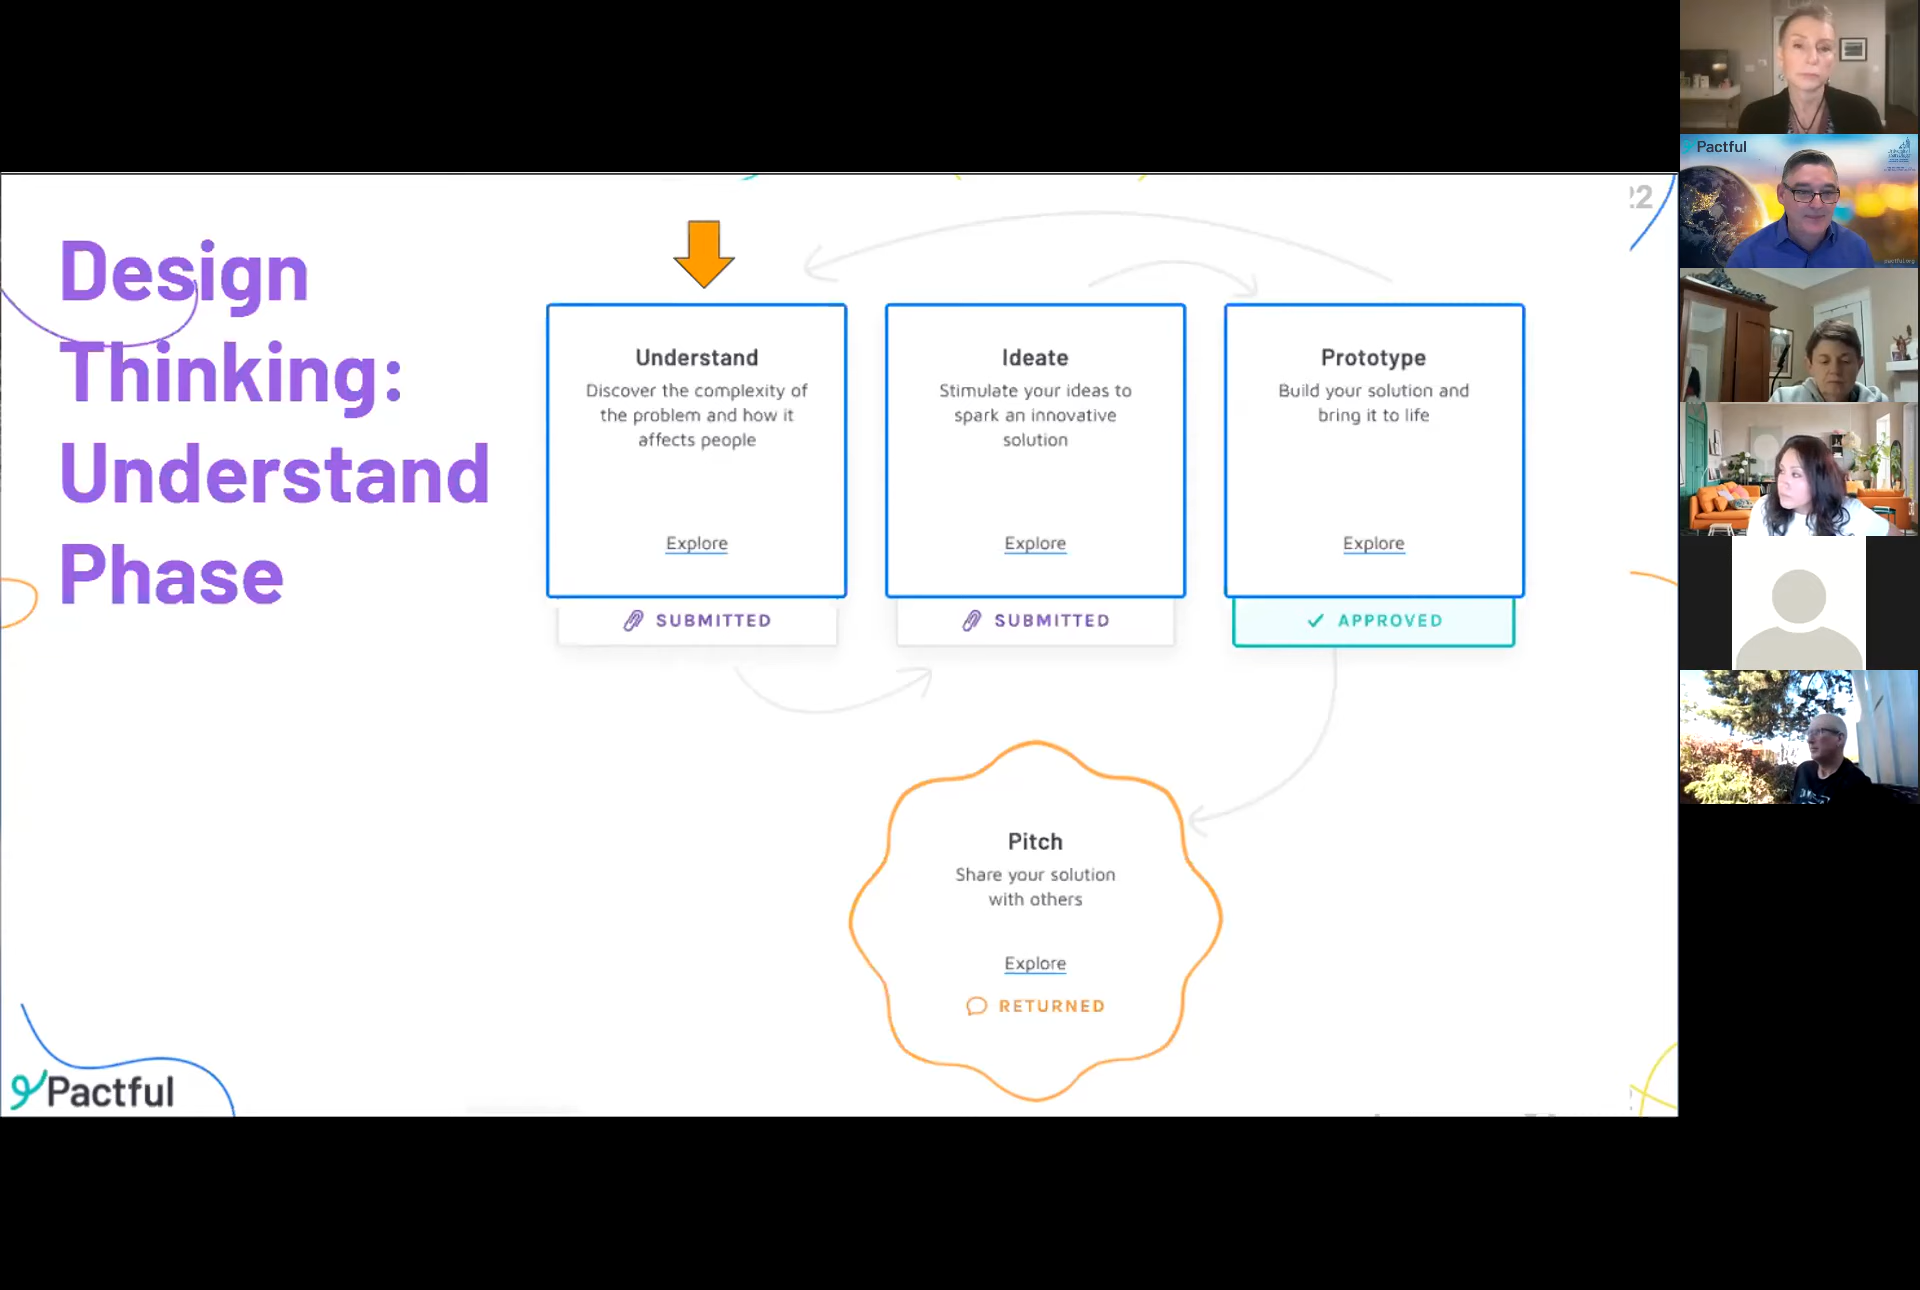 Design
Thinking:
Understand
Phase
Understand
Discover the complexity of
the problem and how it
affects people
Explore
SUBMITTED
Ideate
Stimulate your ideas to
spark an innovative
solution
Explore
SUBMITTED
Prototype
Build your solution and
bring it to life
Explore
APPROVED
Pitch
Share your solution
with others
Explore
RETURNED
Pactful
Pactful
pactful.org